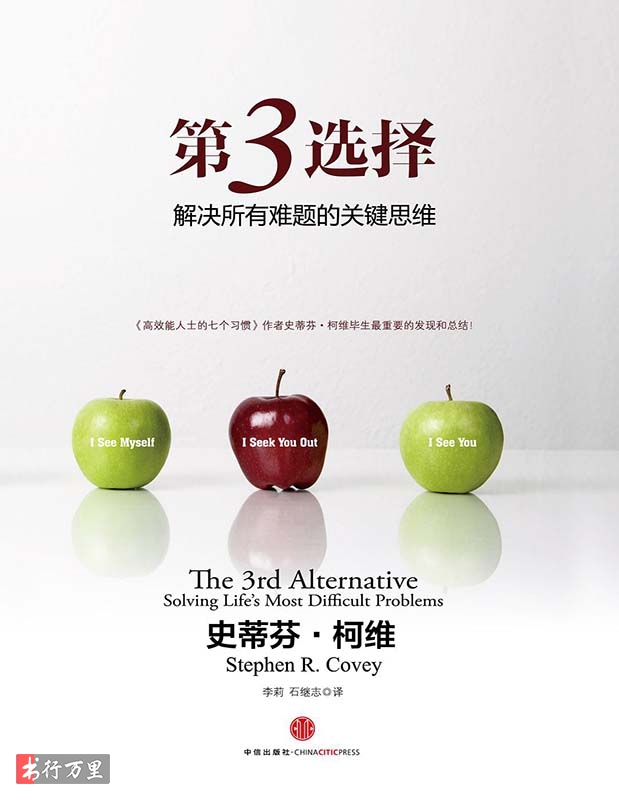 第3选择
解决所有难题的关键思维
《高效能人士的七个习惯》作者史蒂芬·柯维毕生最重要的发现和总结！
I See Myself
I Seek You Out
I See You
The 3rd Alternative
Solving Life's Most Difficult Problems
史蒂芬·柯维
Stephen R. Covey
李莉 石继志◎译
中信出版社·CHINACITICPRESS
书行万里